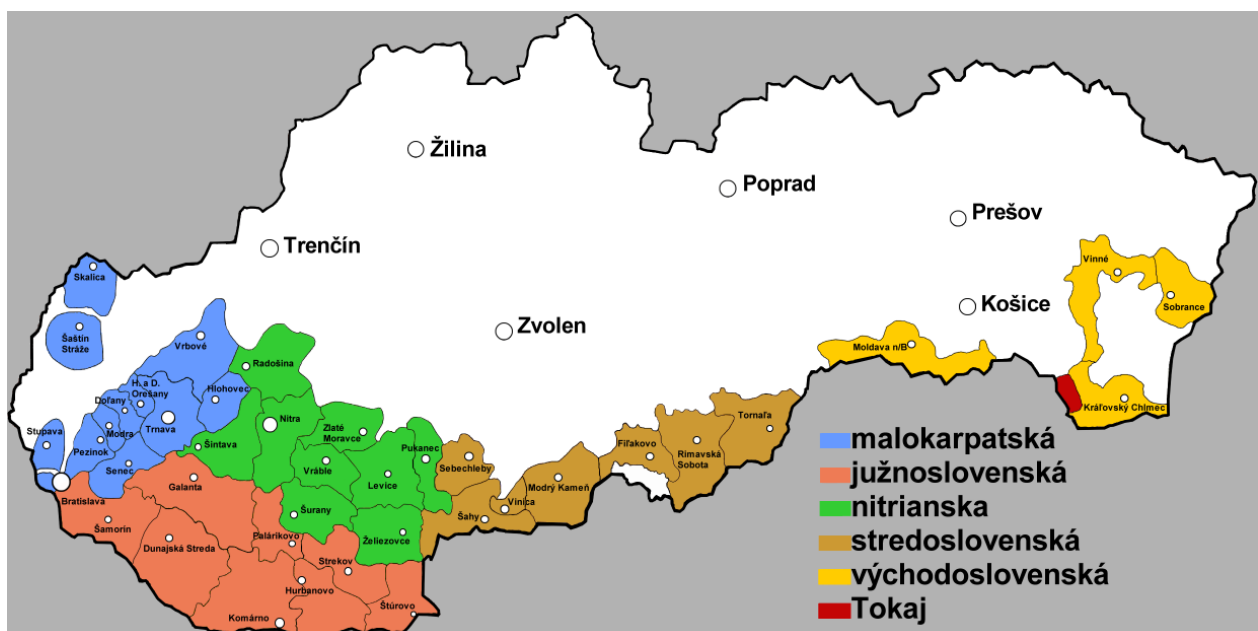 Žilina
Poprad
Prešov
Trenčín
Skalica
Vinné
Sobrance
Košice
Zvolen
Šaštín
Stráže
Vrbové
Moldava n/B
Radošina
H. a D.
Orešany
Hlohovec
Doľany
Kráľovský Chlmec
Tornaľa
Stupava
Modra
Trnava
Nitra
Zlaté
Moravce
Pukanec
Fiľakovo
Rimavská
Sobota
Pezinok
Šintava
Sebechleby
Senec
Vráble
Levice
Modrý Kameň
Galanta
Bratislava
Vinica
Šamorín
Šurany
Šahy
Palárikovo
Želiezovce
Dunajská Streda
Strekov
Hurbanovo
Štúrovo
Komárno
malokarpatská
južnoslovenská
nitrianska
stredoslovenská
východoslovenská
Tokaj